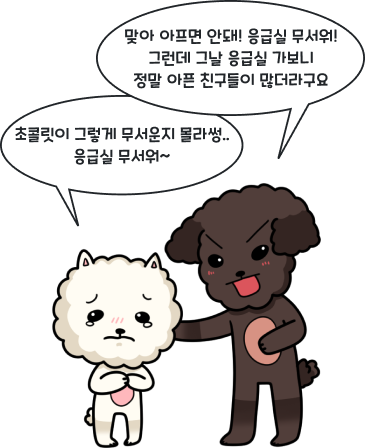 맞아 아프면 안돼! 응급실 무서워!
그런데 그날 응급실 가보니
정말 아픈 친구들이 많더라구요
초콜릿이 그렇게 무서운지 몰라썽..
응급실 무서워~